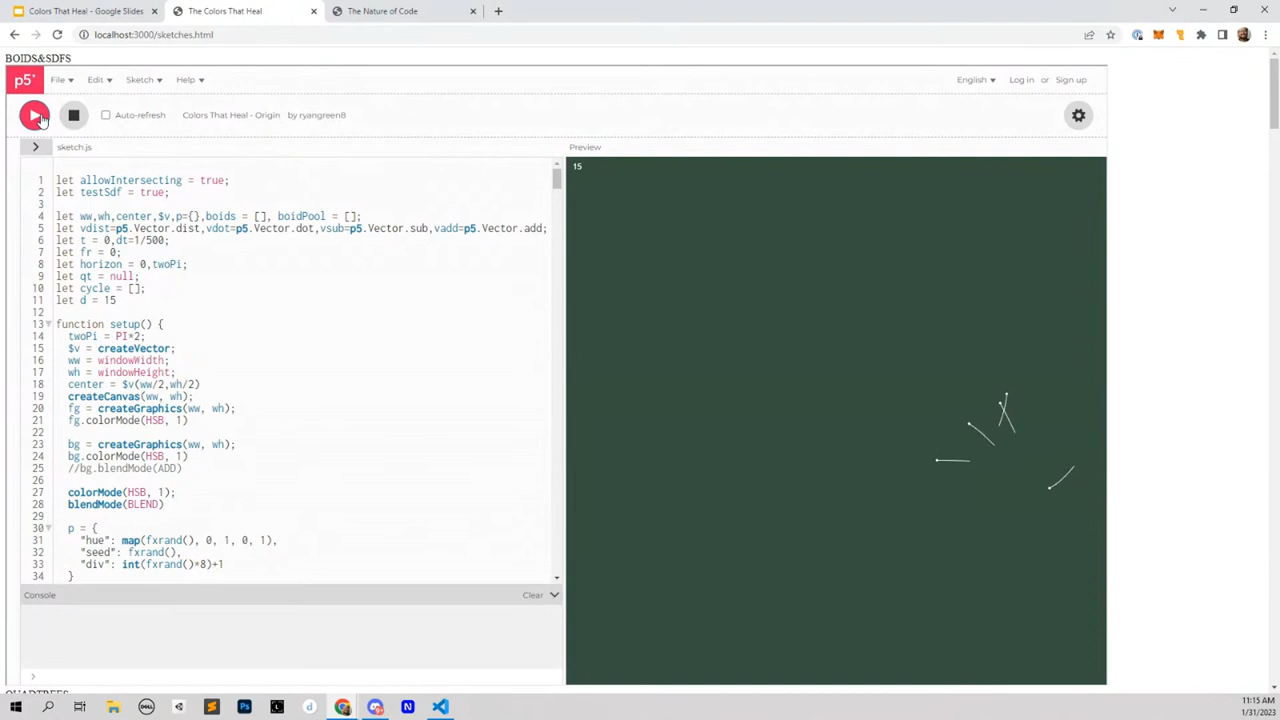 Colors That Heal - Google Slides
The Colors That Heal
The Nature of Code
localhost:3000/sketches.html
BOIDS&SDFS
p5*
File
Edit
Sketch
Help
English
Log in or Sign up
Auto-refresh
Colors That Heal - Origin by ryangreen8
sketch.js
Preview
15
1 let allowIntersecting = true;
2 let testSdf = true;
3
4 let ww,wh,center,$v,p={},boids = [], boidPool = [];
5 let vdist=p5.Vector.dist,vdot=p5.Vector.dot,vsub=p5.Vector.sub,vadd=p5.Vector.add;
6 let t = 0,dt=1/500;
7 let fr = 0;
8 let horizon = 0,twoPi;
9 let qt = null;
10 let cycle = [];
11 let d = 15
12
13 function setup() {
14 twoPi = PI*2;
15 $v = createVector;
16 ww = windowWidth;
17 wh = windowHeight;
18 center = $v(ww/2,wh/2)
19 createCanvas(ww, wh);
20 fg = createGraphics(ww, wh);
21 fg.colorMode(HSB, 1)
22
23 bg = createGraphics(ww, wh);
24 bg.colorMode(HSB, 1)
25 //bg.blendMode(ADD)
26
27 colorMode(HSB, 1);
28 blendMode(BLEND)
29
30 p = {
31 "hue": map(fxrand(), 0, 1, 0, 1),
32 "seed": fxrand(),
33 "div": int(fxrand()*8)+1
34 }
Console
Clear
QUADTREES
11:15 AM
1/31/2023